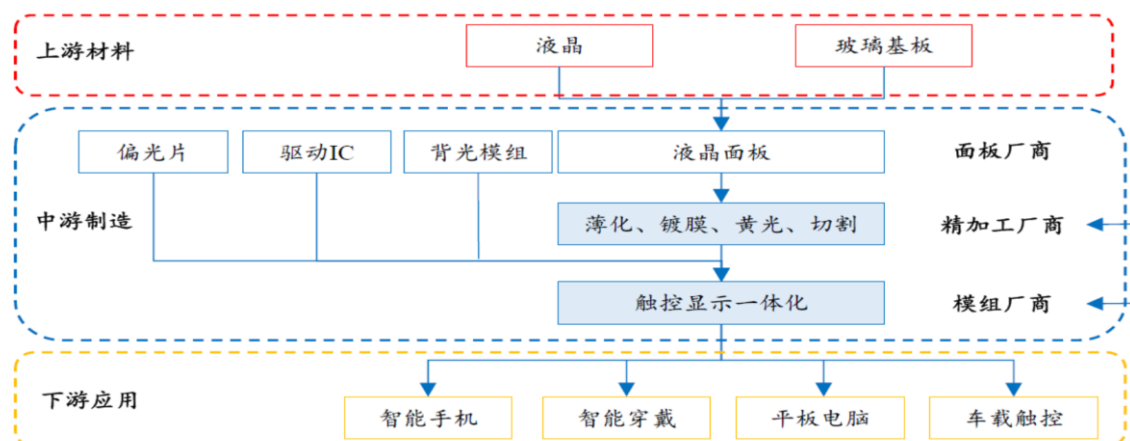 上游材料
液晶
玻璃基板
偏光片
驱动IC
背光模组
液晶面板
面板厂商
中游制造
薄化、镀膜、黄光、切割
精加工厂商
触控显示一体化
模组厂商
下游应用
智能手机
智能穿戴
平板电脑
车载触控